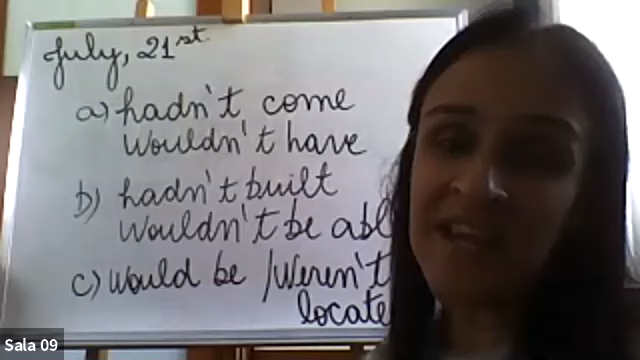 July, 21st
a) hadn't come
wouldn't have
b) hadn't built
wouldn't be abl
c) would be / weren't
locate
Sala 09